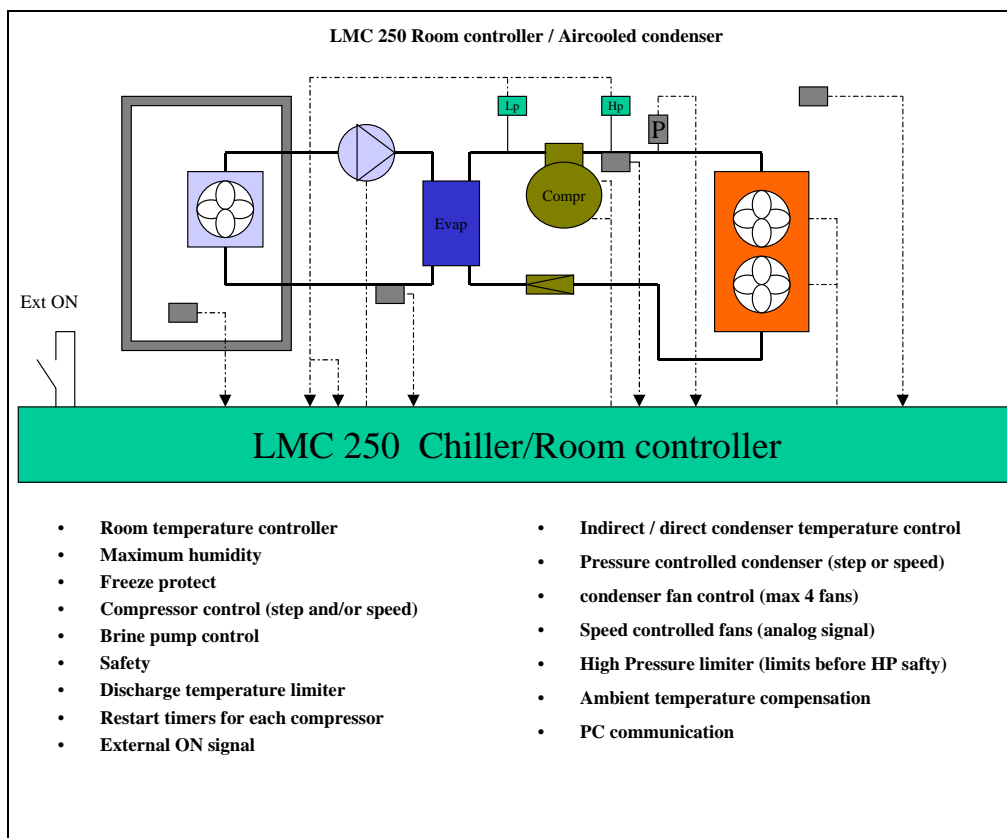 LMC 250 Room controller / Aircooled condenser
Lp
Hp
P
Compr
Evap
Ext ON
LMC 250 Chiller/Room controller
• Room temperature controller
• Maximum humidity
• Freeze protect
• Compressor control (step and/or speed)
• Brine pump control
• Safety
• Discharge temperature limiter
• Restart timers for each compressor
• External ON signal
• Indirect / direct condenser temperature control
• Pressure controlled condenser (step or speed)
• condenser fan control (max 4 fans)
• Speed controlled fans (analog signal)
• High Pressure limiter (limits before HP safty)
• Ambient temperature compensation
• PC communication